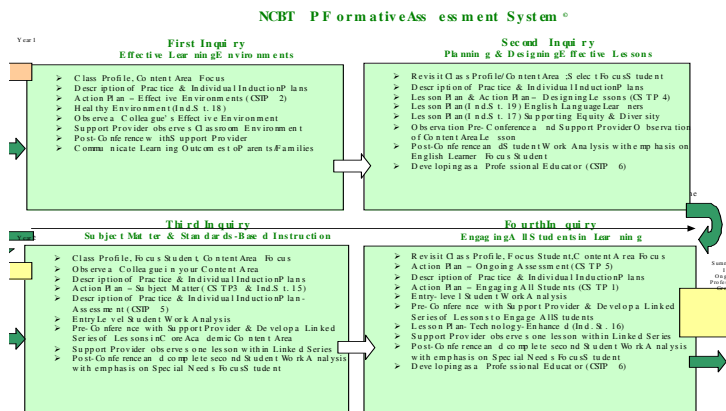 NCBT PFormative Assessment System ©
Year1
First Inquiry
Effective Learning Environments
Class Profile, Content Area Focus
Description of Practice & Individual Induction Plans
Action Plan – Effective Environments (CSTP 2)
Healthy Environment (Ind.S t. 18)
Observe a Colleague's Effective Environment
Support Provider observes Classroom Environment
Post-Conference with Support Provider
Communicate Learning Outcomes to Parents/Families
Second Inquiry
Planning & Designing Effective Lessons
Revisit Class Profile/Content Area ;Select Focus Student
Description of Practice & Individual Induction Plans
Lesson Plan & Action Plan – Designing Lessons (CSTP 4)
Lesson Plan (Ind.S t. 19) English Language Learners
Lesson Plan (Ind.S t. 17) Supporting Equity & Diversity
Observation Pre-Conference and Support Provider Observation
of Content Area Lesson
Post-Conference and Student Work Analysis with emphasis on
English Learner Focus Student
Developing as a Professional Educator (CSTP 6)
Year
Third Inquiry
Subject Matter & Standards-Based Instruction
Class Profile, Focus Student, Content Area Focus
Observe a Colleague in your Content Area
Description of Practice & Individual Induction Plans
Action Plan – Subject Matter (CSTP3 & Ind.S t. 15)
Description of Practice & Individual Induction Plan-
Assessment (CSTP 5)
Entry Level Student Work Analysis
Pre-Conference with Support Provider & Develop a Linked
Series of Lessons in Core Academic Content Area
Support Provider observes one lesson within Linked Series
Post-Conference and complete second Student Work Analysis
with emphasis on Special Needs Focus Student
Fourth Inquiry
Engaging All Students in Learning
Revisit Class Profile, Focus Student, Content Area Focus
Action Plan – Ongoing Assessment (CSTP 5)
Description of Practice & Individual Induction Plans
Action Plan – Engaging All Students (CSTP 1)
Entry-level Student Work Analysis
Pre-Conference with Support Provider & Develop a Linked
Series of Lessons to Engage All Students
Lesson Plan-Technology-Enhanced (Ind. St. 16)
Support Provider observes one lesson within Linked Series
Post-Conference and complete second Student Work Analysis
with emphasis on Special Needs Focus Student
Developing as a Professional Educator (CSTP 6)